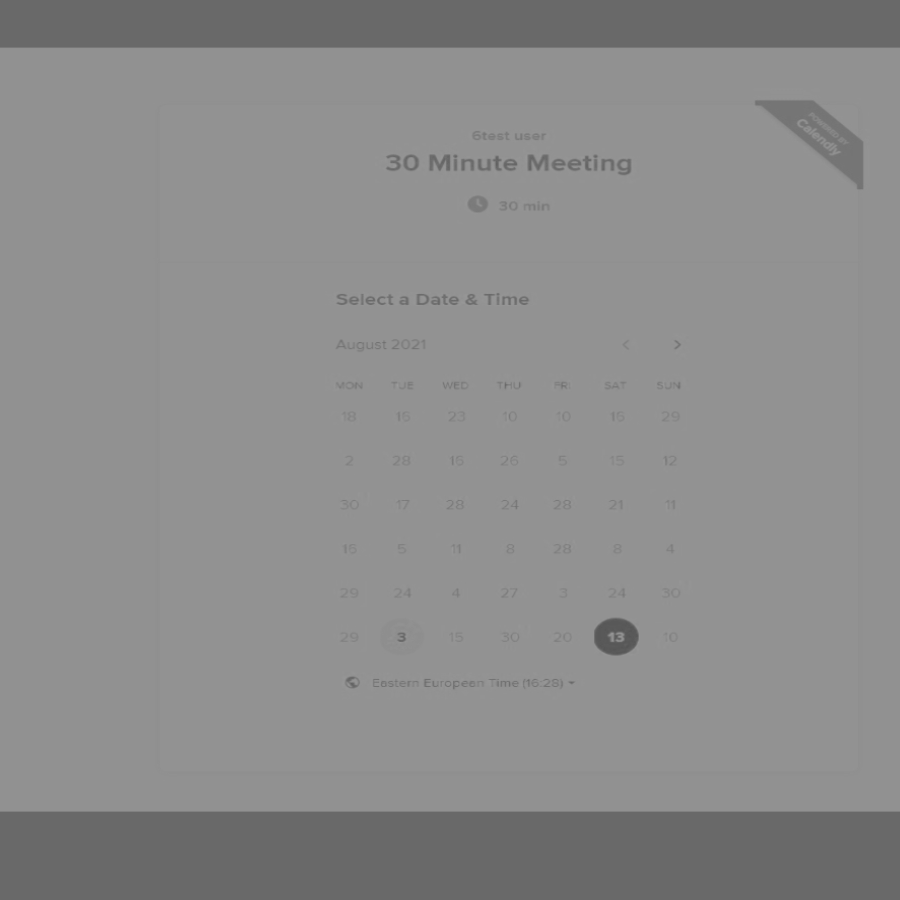 POWERED BY
Calendly
6test user
30 Minute Meeting
30 min
Select a Date & Time
August 2021
MON TUE WED THU FRI SAT SUN
18 16 23 10 10 15 29
2 28 16 26 5 15 12
30 17 28 24 28 21 11
15 5 11 8 28 8 4
29 24 4 27 3 24 30
29 3 15 30 20 13 10
Eastern European Time (16:28)